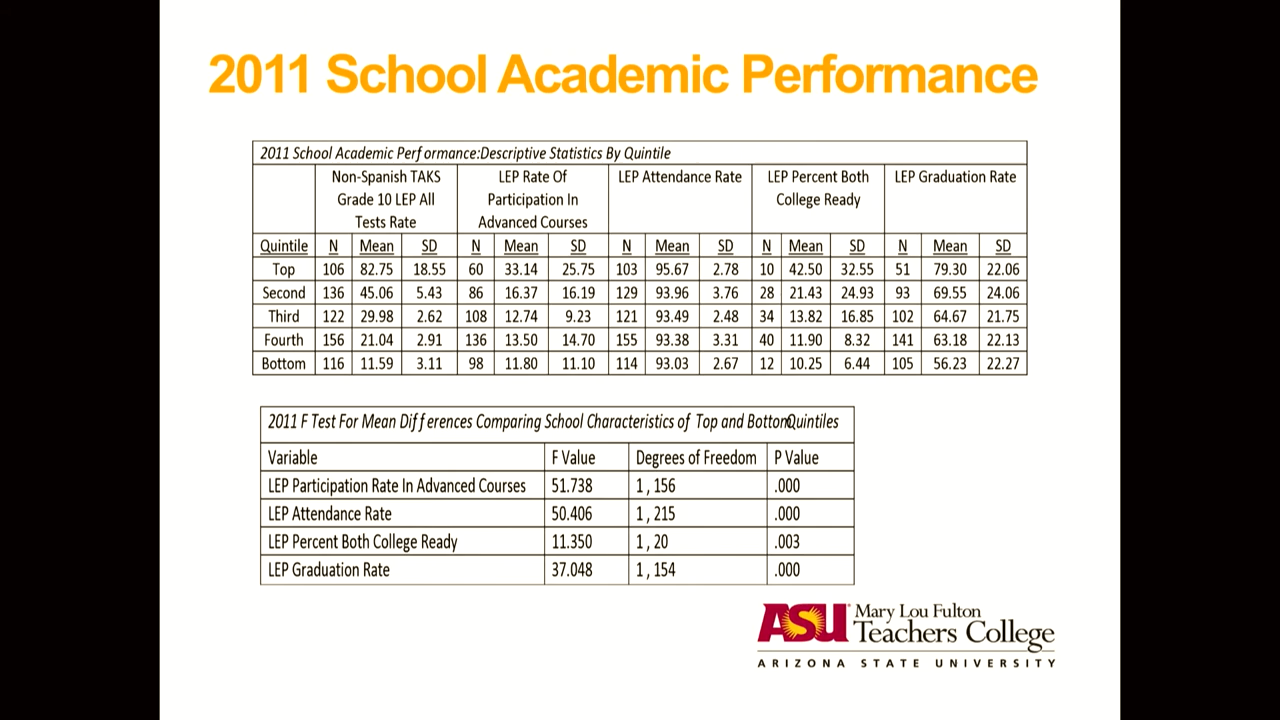 2011 School Academic Performance
2011 School Academic Performance:Descriptive Statistics By Quintile
Non-Spanish TAKS Grade 10 LEP All Tests Rate LEP Rate Of Participation In Advanced Courses LEP Attendance Rate LEP Percent Both College Ready LEP Graduation Rate
Quintile N Mean SD N Mean SD N Mean SD N Mean SD N Mean SD
Top 106 82.75 18.55 60 33.14 25.75 103 95.67 2.78 10 42.50 32.55 51 79.30 22.06
Second 136 45.06 5.43 86 16.37 16.19 129 93.96 3.76 28 21.43 24.93 93 69.55 24.06
Third 122 29.98 2.62 108 12.74 9.23 121 93.49 2.48 34 13.82 16.85 102 64.67 21.75
Fourth 156 21.04 2.91 136 13.50 14.70 155 93.38 3.31 40 11.90 8.32 141 63.18 22.13
Bottom 116 11.59 3.11 98 11.80 11.10 114 93.03 2.67 12 10.25 6.44 105 56.23 22.27
2011 F Test For Mean Differences Comparing School Characteristics of Top and Bottom Quintiles
Variable F Value Degrees of Freedom P Value
LEP Participation Rate In Advanced Courses 51.738 1 , 156 .000
LEP Attendance Rate 50.406 1 , 215 .000
LEP Percent Both College Ready 11.350 1 , 20 .003
LEP Graduation Rate 37.048 1 , 154 .000
ASU Mary Lou Fulton
Teachers College
ARIZONA STATE UNIVERSITY